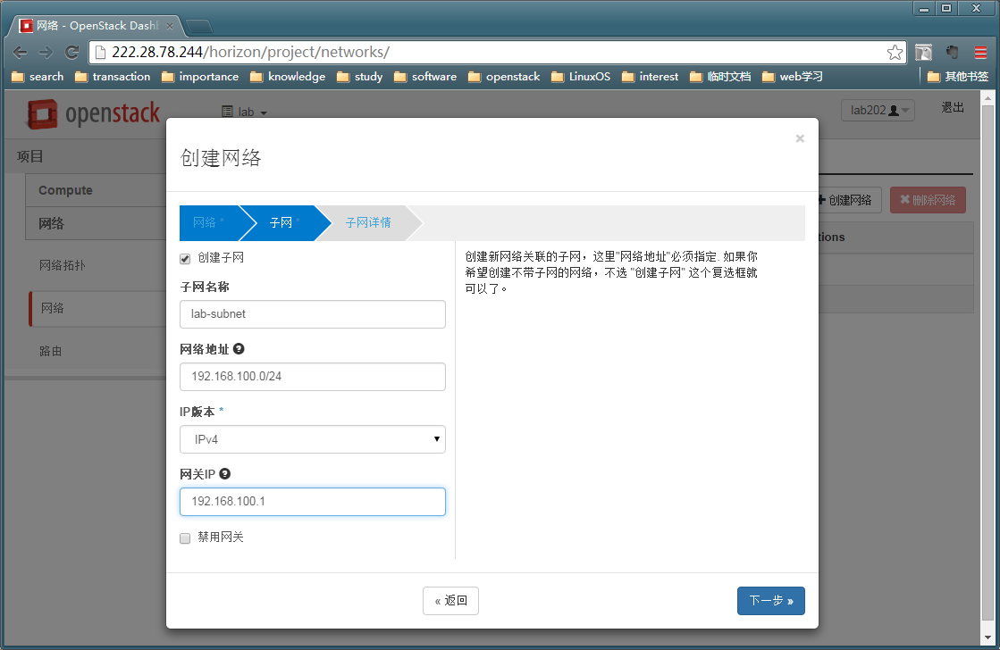 网络 - OpenStack Dashb
222.28.78.244/horizon/project/networks/
search transaction importance knowledge study software openstack LinuxOS interest 临时文档 web学习 其他书签
openstack lab lab202 退出
项目
Compute
网络
网络拓扑
网络
路由
创建网络 删除网络
tions
创建网络 ×
网络 * 子网 * 子网详情
创建子网
子网名称
lab-subnet
网络地址
192.168.100.0/24
IP版本 *
IPv4
网关IP
192.168.100.1
禁用网关
创建新网络关联的子网，这里"网络地址"必须指定. 如果你
希望创建不带子网的网络，不选 "创建子网" 这个复选框就
可以了。
« 返回 下一步 »